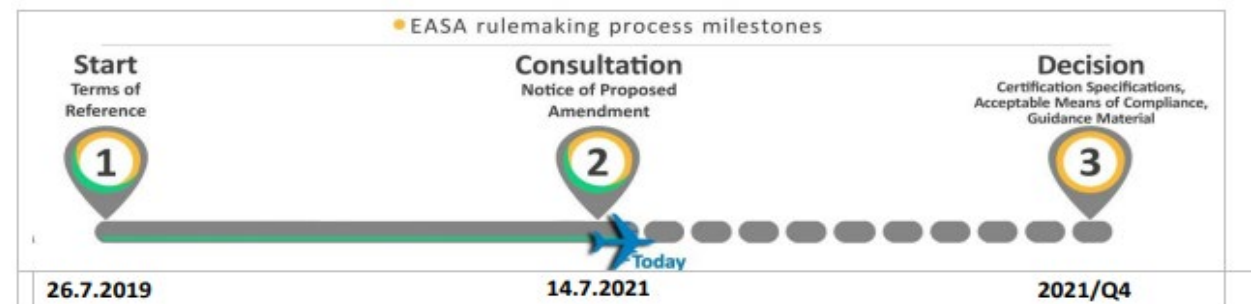 EASA rulemaking process milestones
Start
Terms of
Reference
1
Consultation
Notice of Proposed
Amendment
2
Decision
Certification Specifications,
Acceptable Means of Compliance,
Guidance Material
3
Today
26.7.2019
14.7.2021
2021/Q4